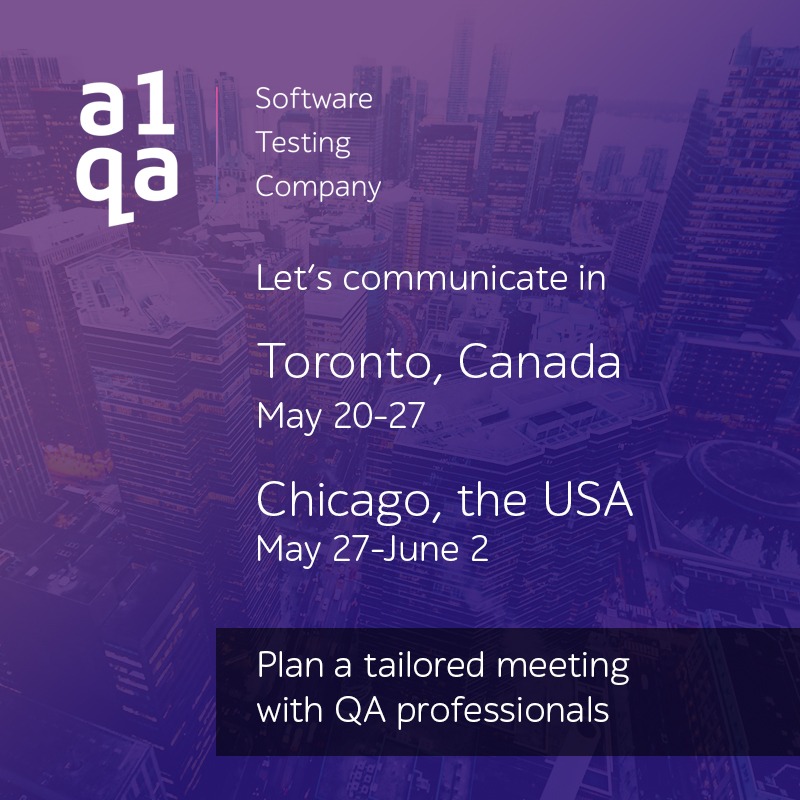 a1
qa
Software
Testing
Company
Let's communicate in
Toronto, Canada
May 20-27
Chicago, the USA
May 27-June 2
Plan a tailored meeting
with QA professionals